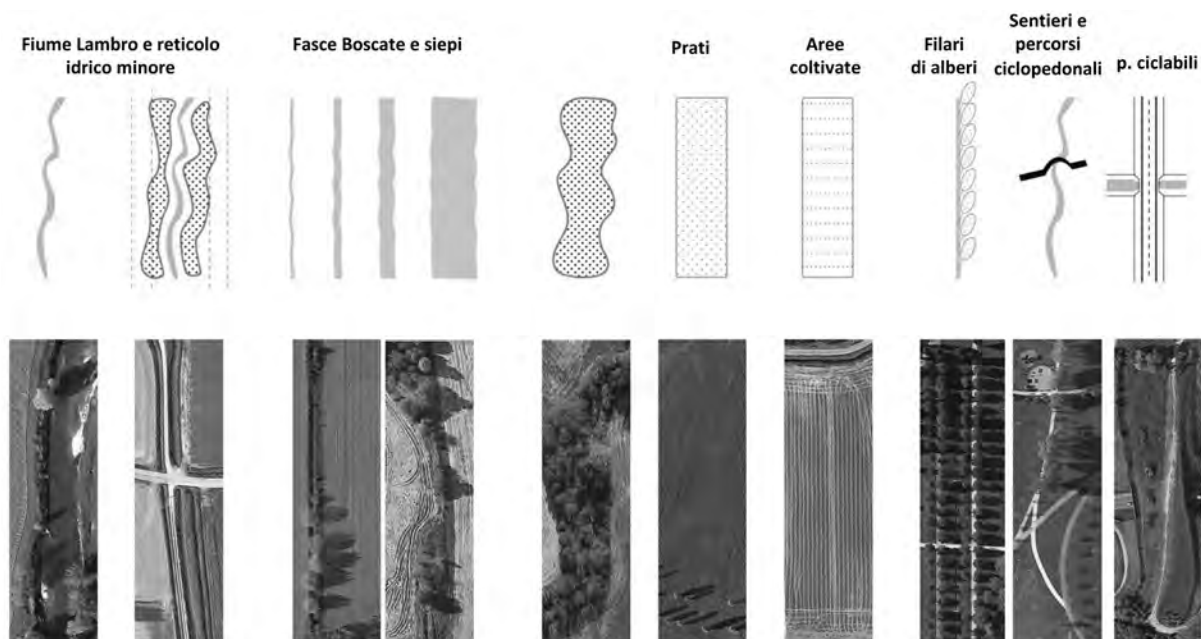 Fiume Lambro e reticolo
idrico minore
Fasce Boscate e siepi
Prati
Aree
coltivate
Filari
di alberi
Sentieri e
percorsi
ciclopedonali
p. ciclabili